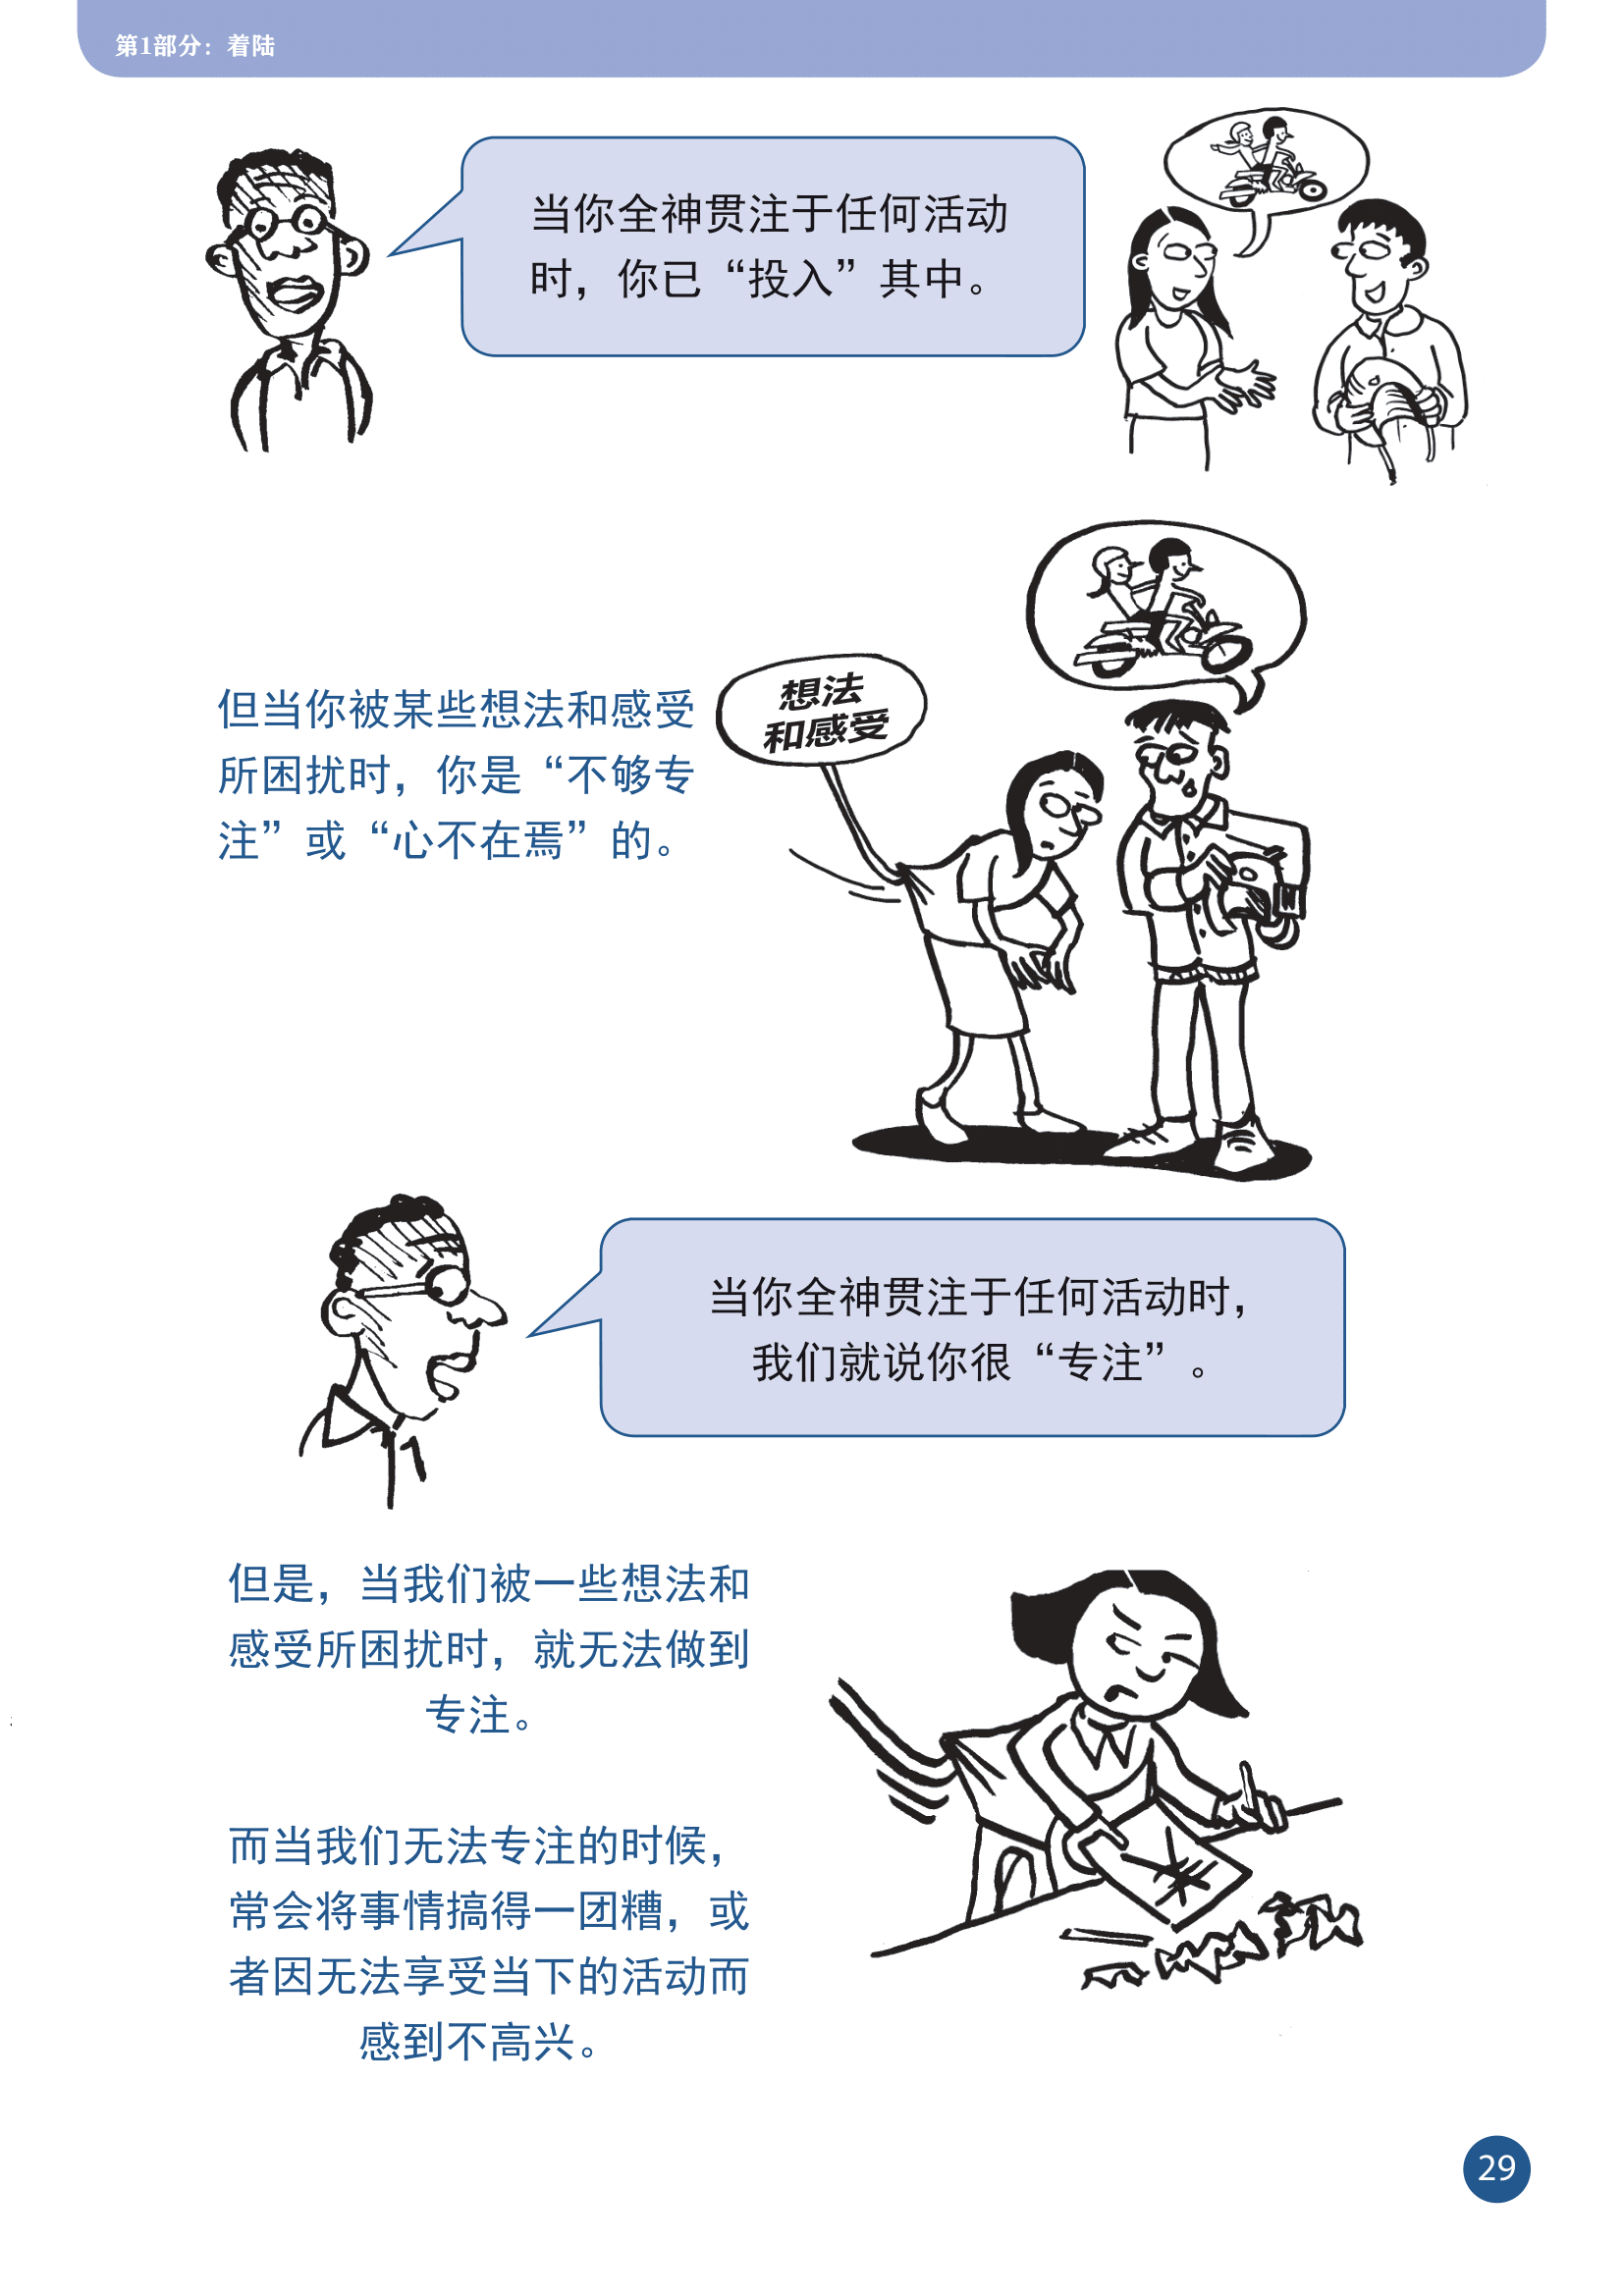 第1部分：着陆
当你全神贯注于任何活动
时，你已“投入”其中。
但当你被某些想法和感受
所困扰时，你是“不够专
注”或“心不在焉”的。
想法
和感受
当你全神贯注于任何活动时，
我们就说你很“专注”。
但是，当我们被一些想法和
感受所困扰时，就无法做到
专注。
而当我们无法专注的时候，
常会将事情搞得一团糟，或
者因无法享受当下的活动而
感到不高兴。
29